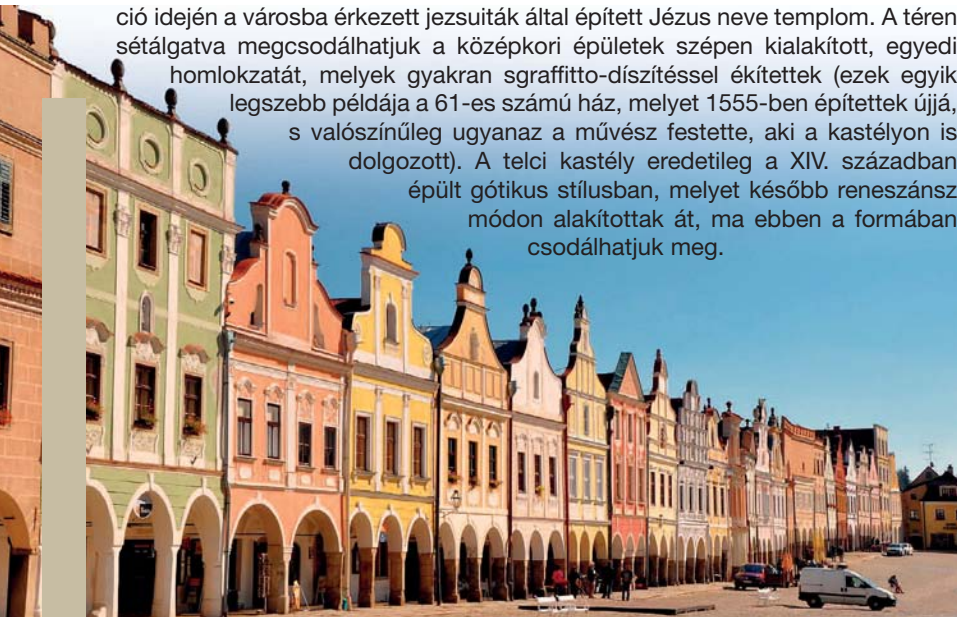 ció idején a városba érkezett jezsuiták által épített Jézus neve templom. A téren
sétálgatva megcsodálhatjuk a középkori épületek szépen kialakított, egyedi
homlokzatát, melyek gyakran sgraffitto-díszítéssel ékítettek (ezek egyik
legszebb példája a 61-es számú ház, melyet 1555-ben építettek újjá,
s valószínűleg ugyanaz a művész festette, aki a kastélyon is
dolgozott). A telci kastély eredetileg a XIV. században
épült gótikus stílusban, melyet később reneszánsz
módon alakítottak át, ma ebben a formában
csodálhatjuk meg.